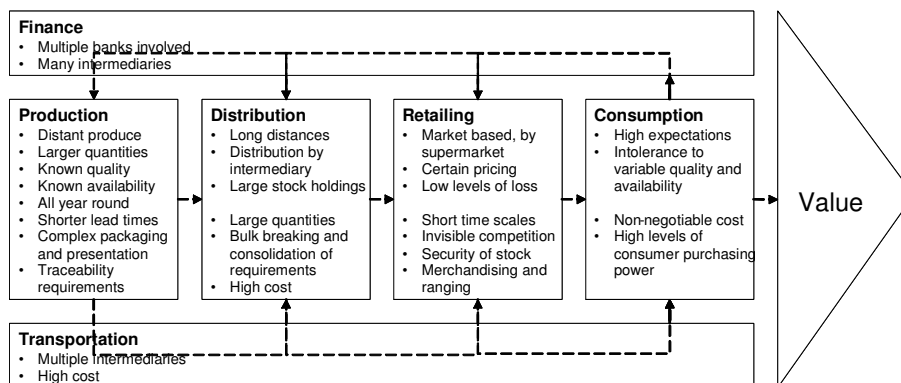 Finance
• Multiple banks involved
• Many intermediaries
Production
• Distant produce
• Larger quantities
• Known quality
• Known availability
• All year round
• Shorter lead times
• Complex packaging
and presentation
• Traceability
requirements
Distribution
• Long distances
• Distribution by
intermediary
• Large stock holdings
• Large quantities
• Bulk breaking and
consolidation of
requirements
• High cost
Retailing
• Market based, by
supermarket
• Certain pricing
• Low levels of loss
• Short time scales
• Invisible competition
• Security of stock
• Merchandising and
ranging
Consumption
• High expectations
• Intolerance to
variable quality and
availability
• Non-negotiable cost
• High levels of
consumer purchasing
power
Value
Transportation
• Multiple intermediaries
• High cost